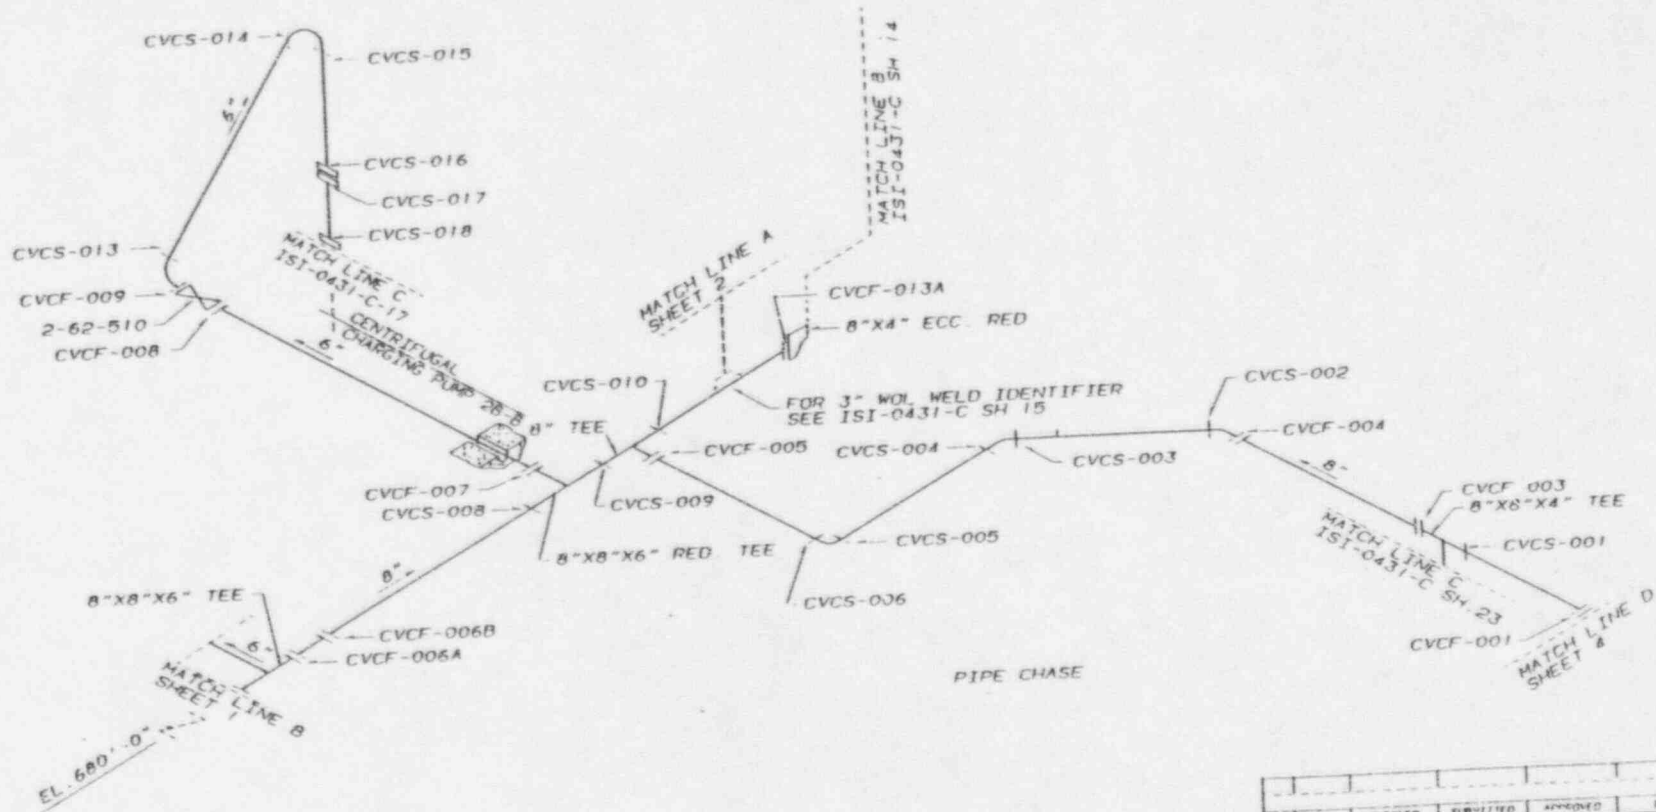 CVCS-014
CVCS-015
CVCS-016
CVCS-017
CVCS-018
CVCS-013
CVCF-009
2-62-510
CVCF-008
MATCH LINE C
ISI-0431-C-17
CENTRIFUGAL
CHARGING PUMP 2B-B
6"
MATCH LINE A
SHEET 2
MATCH LINE B
ISI-0431-C SH 14
CVCF-013A
8"X4" ECC. RED
CVCS-010
8" TEE
FOR 3" WOL WELD IDENTIFIER
SEE ISI-0431-C SH 15
CVCS-002
CVCF-004
CVCF-005
CVCS-004
CVCS-003
CVCF-007
CVCS-008
CVCS-009
8"
CVCF 003
8"X6"X4" TEE
CVCS-001
MATCH LINE C
ISI-0431-C SH 23
CVCS-005
8"X8"X6" RED TEE
CVCS-006
8"
8"X8"X6" TEE
CVCF-006B
6"
CVCF-006A
MATCH LINE B
SHEET 1
CVCF-001
MATCH LINE D
SHEET 4
PIPE CHASE
EL. 680'-0"
SUBMITTED
APPROVED